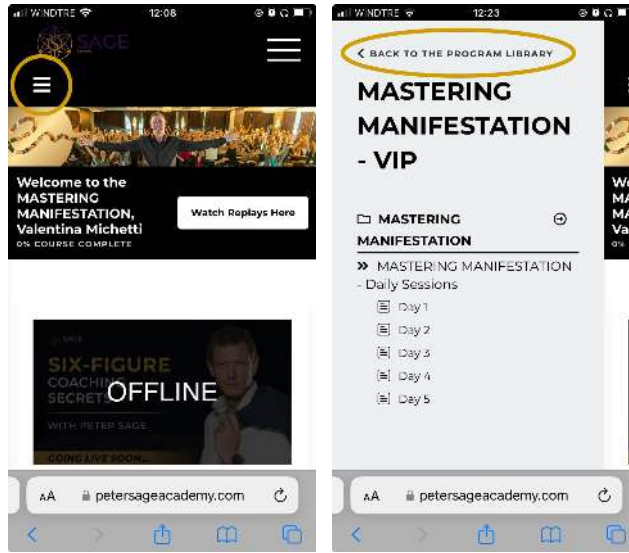 WINDTRE
12:08
SAGE
Welcome to the
MASTERING
MANIFESTATION,
Valentina Michetti
0% COURSE COMPLETE
Watch Replays Here
SAGE
SIX-FIGURE
COACHING
SECRETS
OFFLINE
WITH PETER SAGE
GOING LIVE SOON...
AA petersageacademy.com
WINDTRE
12:23
BACK TO THE PROGRAM LIBRARY
MASTERING
MANIFESTATION
- VIP
MASTERING
MANIFESTATION
MASTERING MANIFESTATION
- Daily Sessions
Day 1
Day 2
Day 3
Day 4
Day 5
AA petersageacademy.com